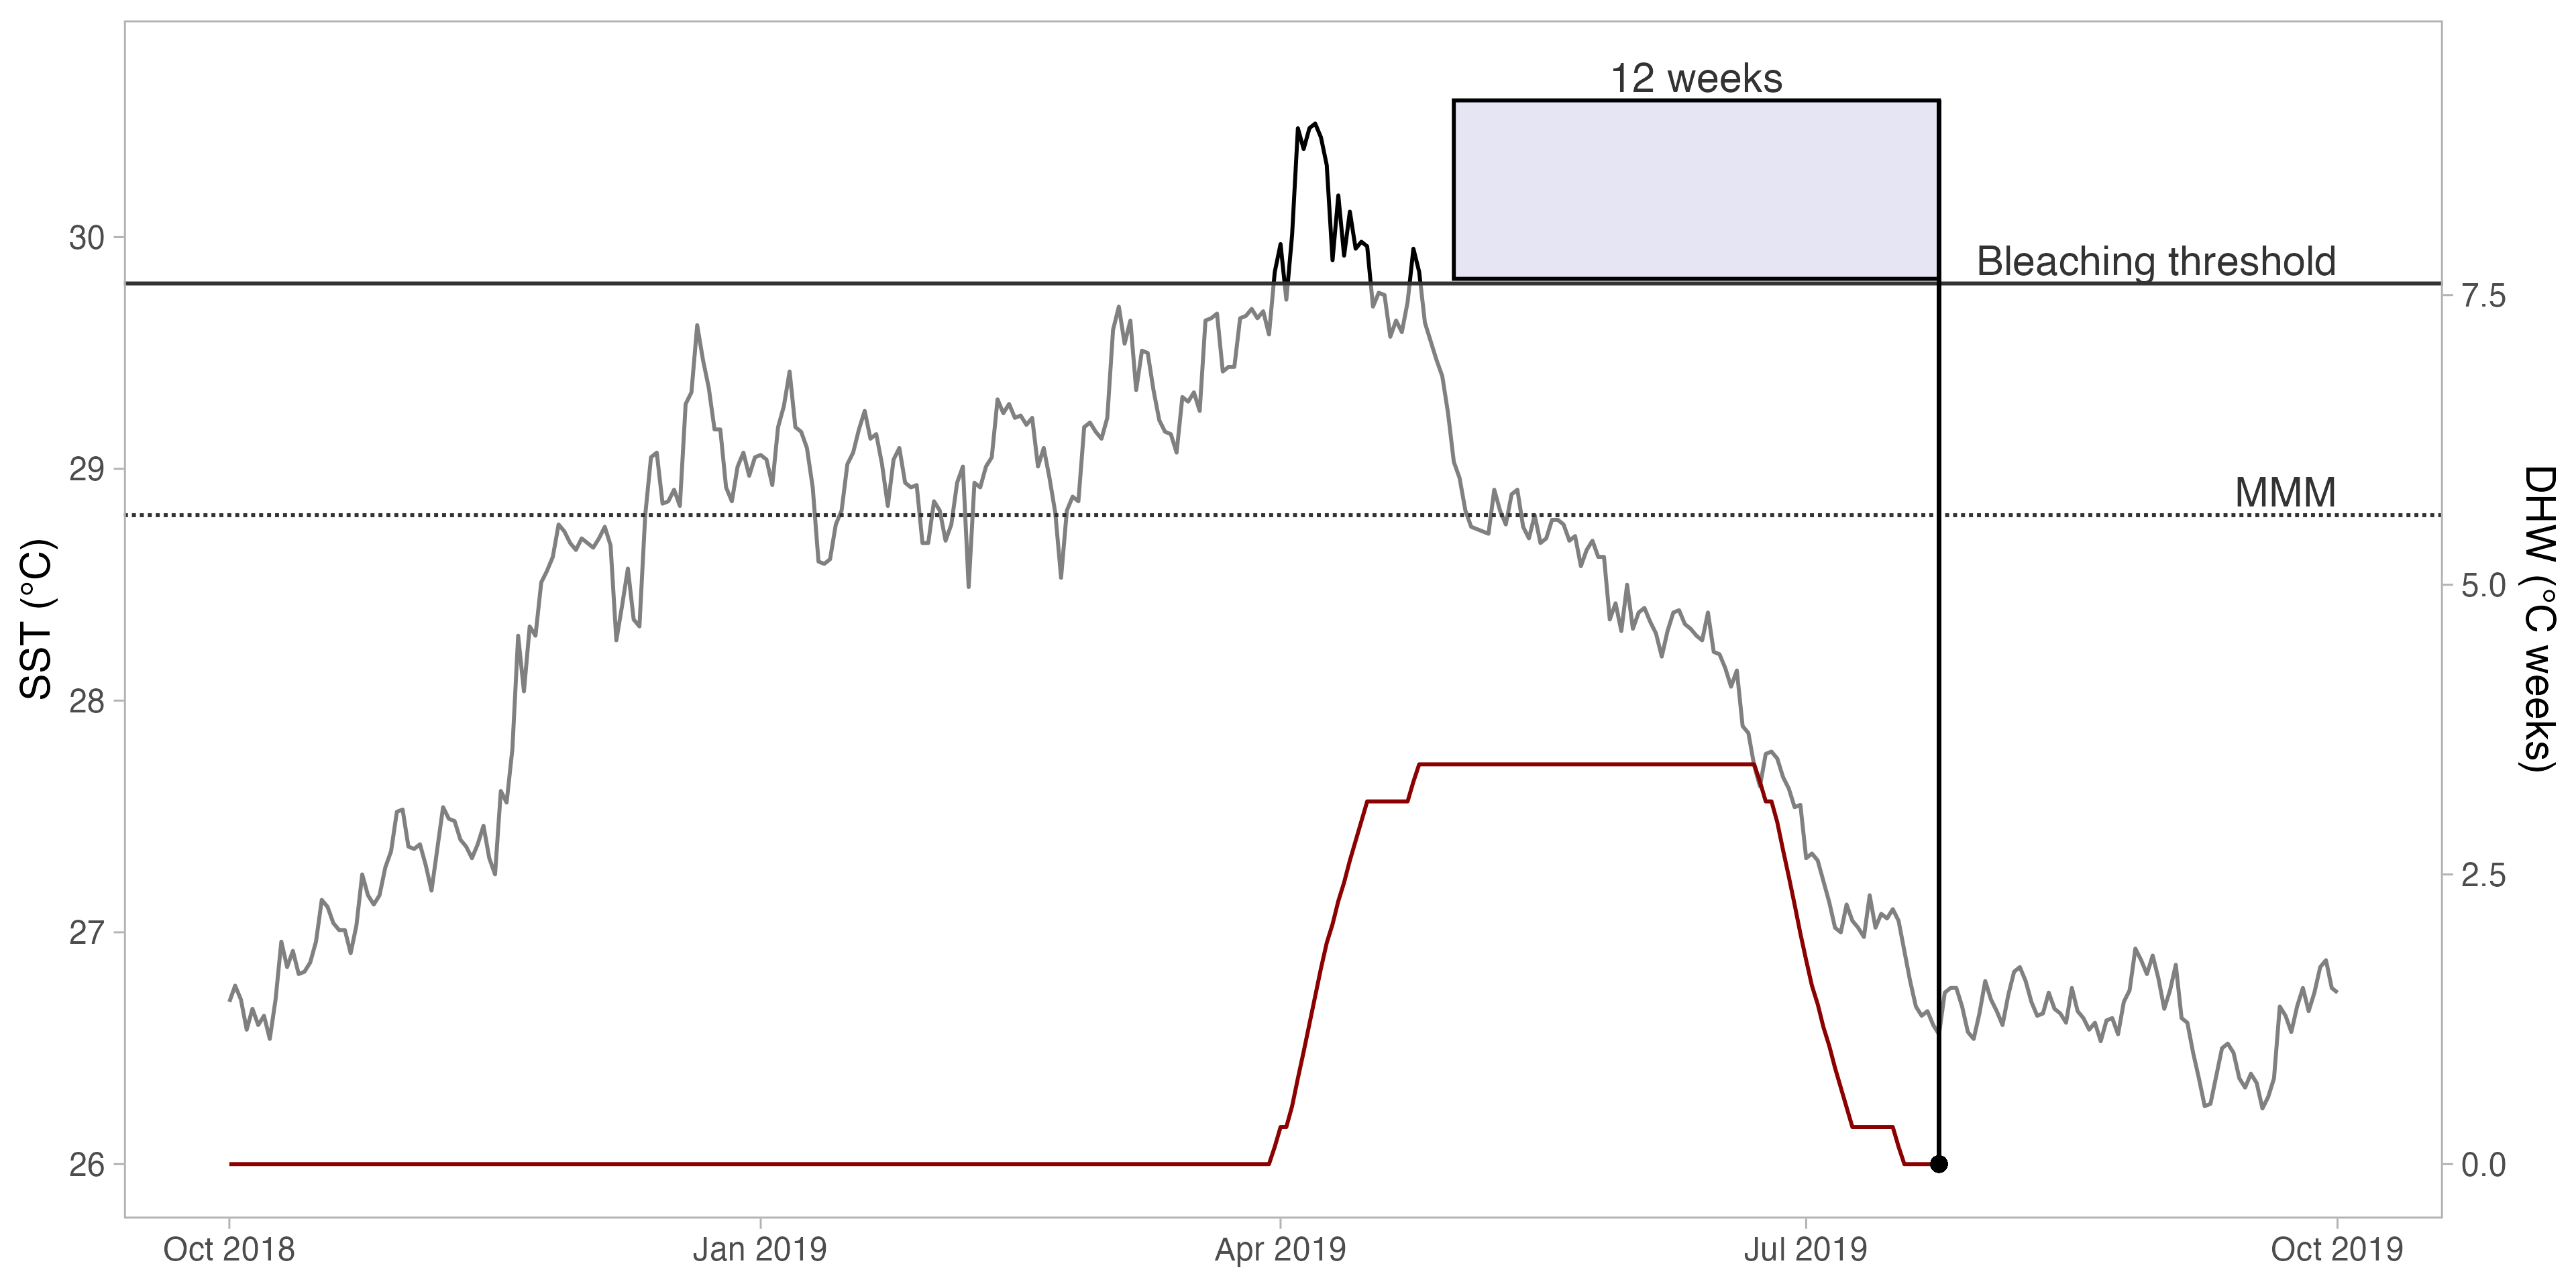 12 weeks
Bleaching threshold
MMM
SST (°C)
30
29
28
27
26
DHW (°C weeks)
7.5
5.0
2.5
0.0
Oct 2018
Jan 2019
Apr 2019
Jul 2019
Oct 2019